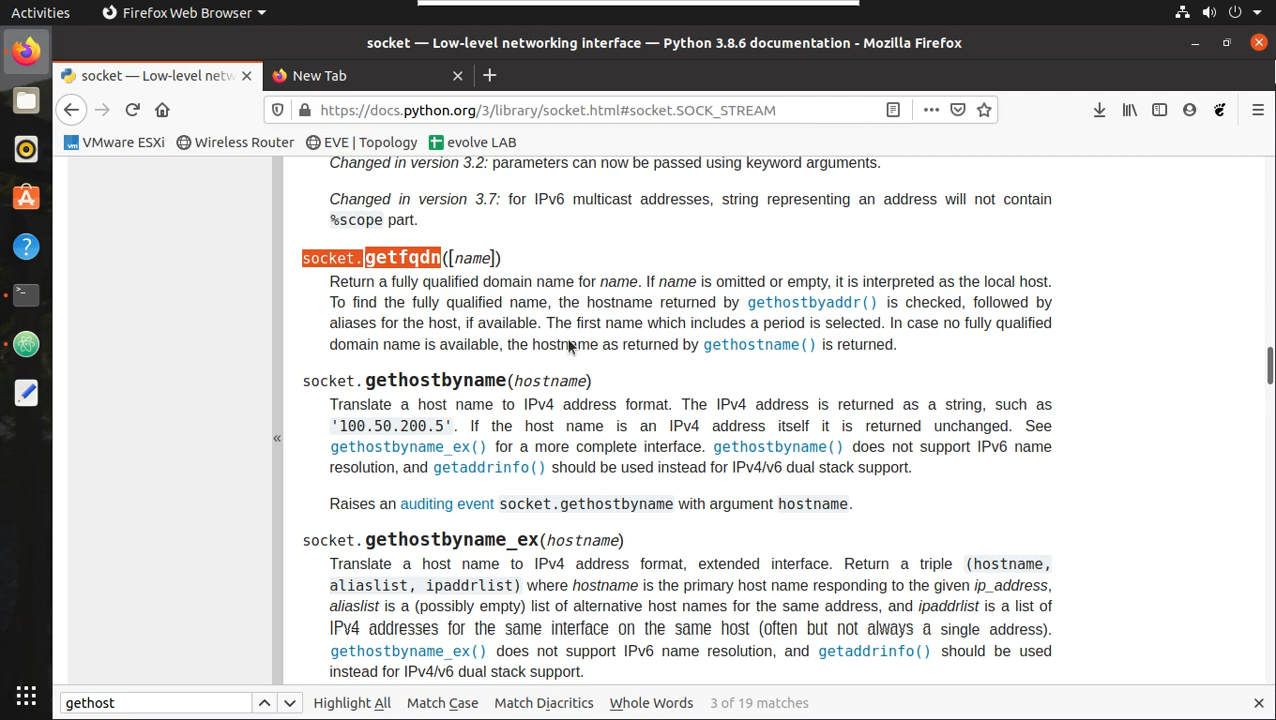 Activities Firefox Web Browser
socket — Low-level networking interface — Python 3.8.6 documentation - Mozilla Firefox
socket — Low-level netw New Tab
https://docs.python.org/3/library/socket.html#socket.SOCK_STREAM
VMware ESXi Wireless Router EVE | Topology evolve LAB
Changed in version 3.2: parameters can now be passed using keyword arguments.
Changed in version 3.7: for IPv6 multicast addresses, string representing an address will not contain
%scope part.
socket.getfqdn([name])
Return a fully qualified domain name for name. If name is omitted or empty, it is interpreted as the local host.
To find the fully qualified name, the hostname returned by gethostbyaddr() is checked, followed by
aliases for the host, if available. The first name which includes a period is selected. In case no fully qualified
domain name is available, the hostname as returned by gethostname() is returned.
socket.gethostbyname(hostname)
Translate a host name to IPv4 address format. The IPv4 address is returned as a string, such as
'100.50.200.5'. If the host name is an IPv4 address itself it is returned unchanged. See
gethostbyname_ex() for a more complete interface. gethostbyname() does not support IPv6 name
resolution, and getaddrinfo() should be used instead for IPv4/v6 dual stack support.
Raises an auditing event socket.gethostbyname with argument hostname.
socket.gethostbyname_ex(hostname)
Translate a host name to IPv4 address format, extended interface. Return a triple (hostname,
aliaslist, ipaddrlist) where hostname is the primary host name responding to the given ip_address,
aliaslist is a (possibly empty) list of alternative host names for the same address, and ipaddrlist is a list of
IPv4 addresses for the same interface on the same host (often but not always a single address).
gethostbyname_ex() does not support IPv6 name resolution, and getaddrinfo() should be used
instead for IPv4/v6 dual stack support.
gethost Highlight All Match Case Match Diacritics Whole Words 3 of 19 matches